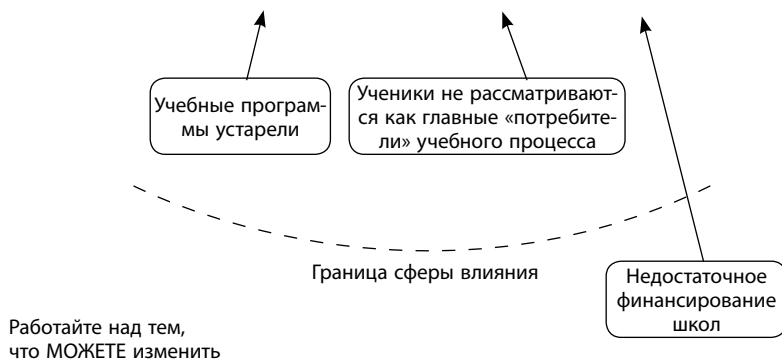 Учебные програм-
мы устарели
Ученики не рассматривают-
ся как главные «потребите-
ли» учебного процесса
Граница сферы влияния
Недостаточное
финансирование
школ
Работайте над тем,
что МОЖЕТЕ изменить